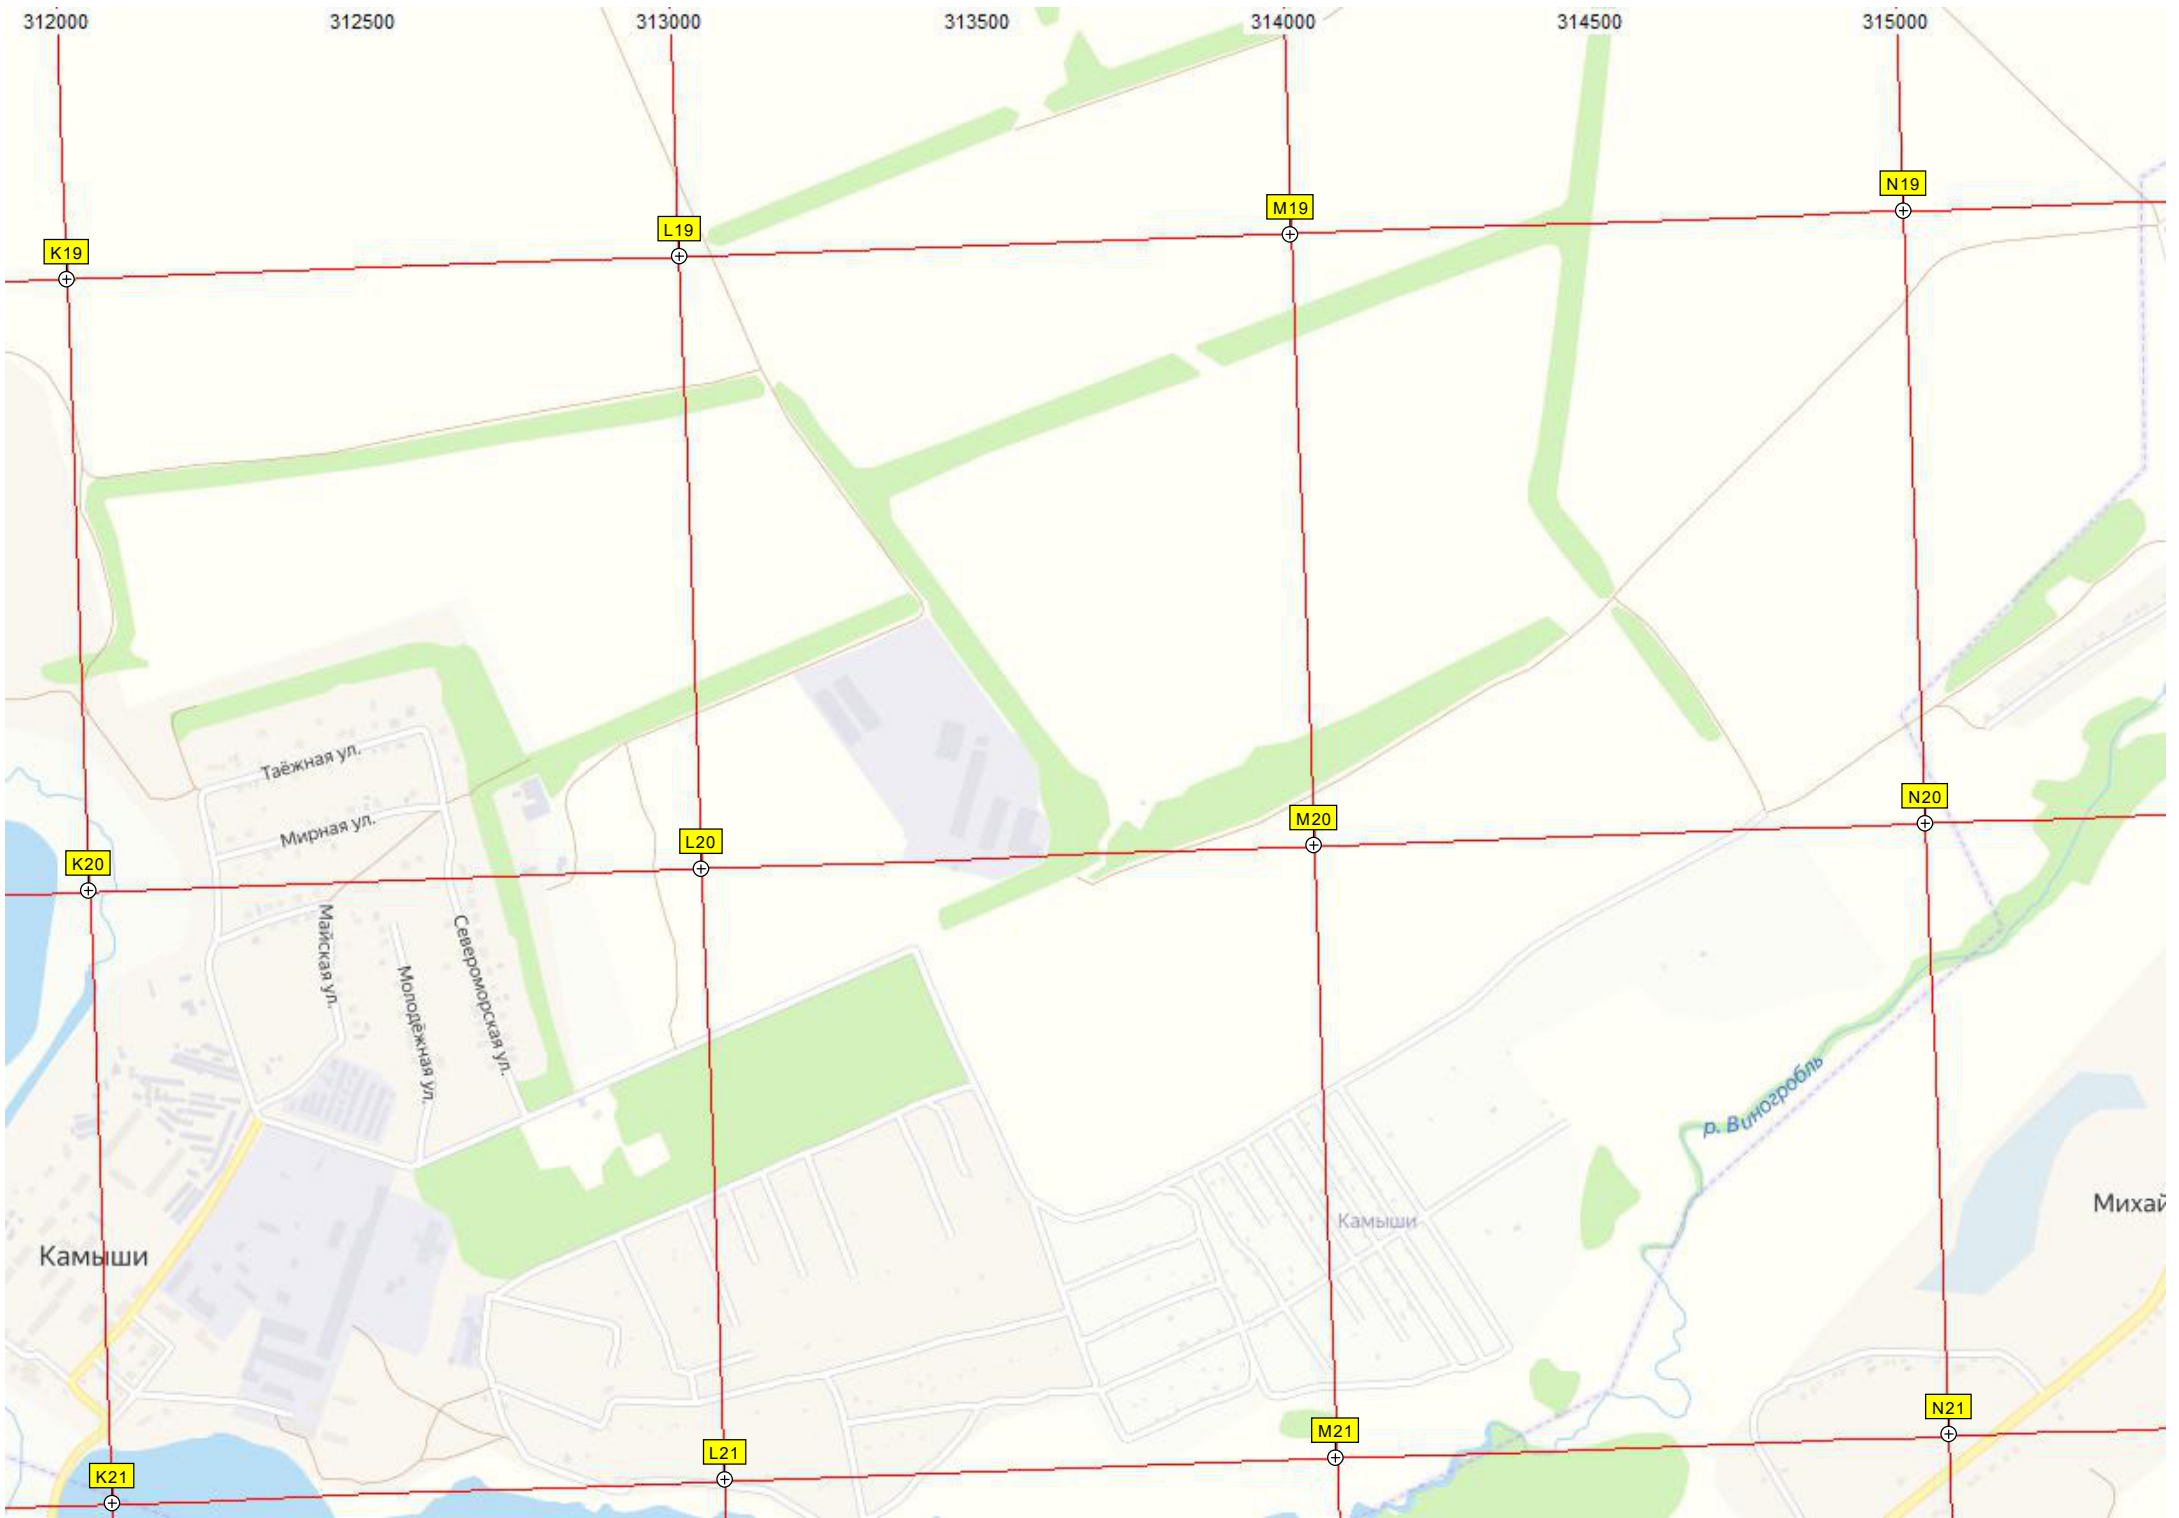 312000 312500 313000 313500 314000 314500 315000
N19
M19
L19
K19
Таёжная ул.
N20
M20
Мирная ул.
L20
K20
Майская ул.
Североморская ул.
Молодёжная ул.
р. Виногробль
Михай
Камыши
Камыши
N21
M21
L21
K21